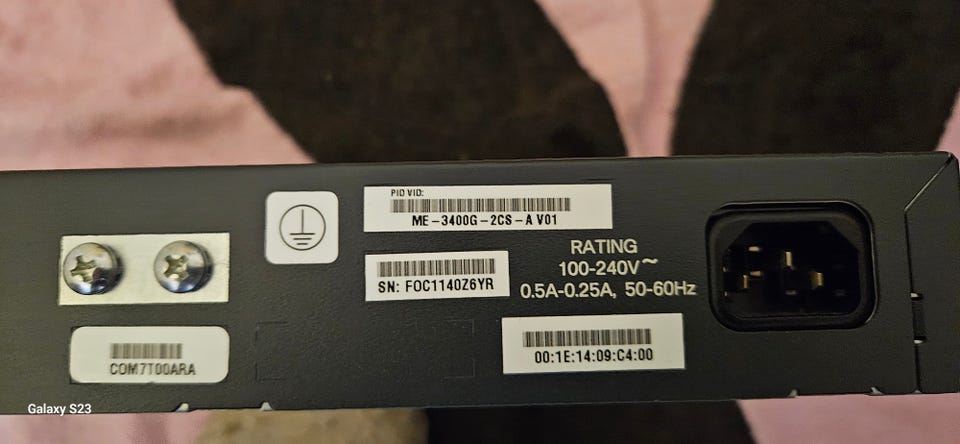 PID VID:
ME-3400G-2CS-A V01
SN: FOC1140Z6YR
RATING
100-240V~
0.5A-0.25A, 50-60Hz
COM7T00ARA
00:1E:14:09:C4:00
Galaxy S23